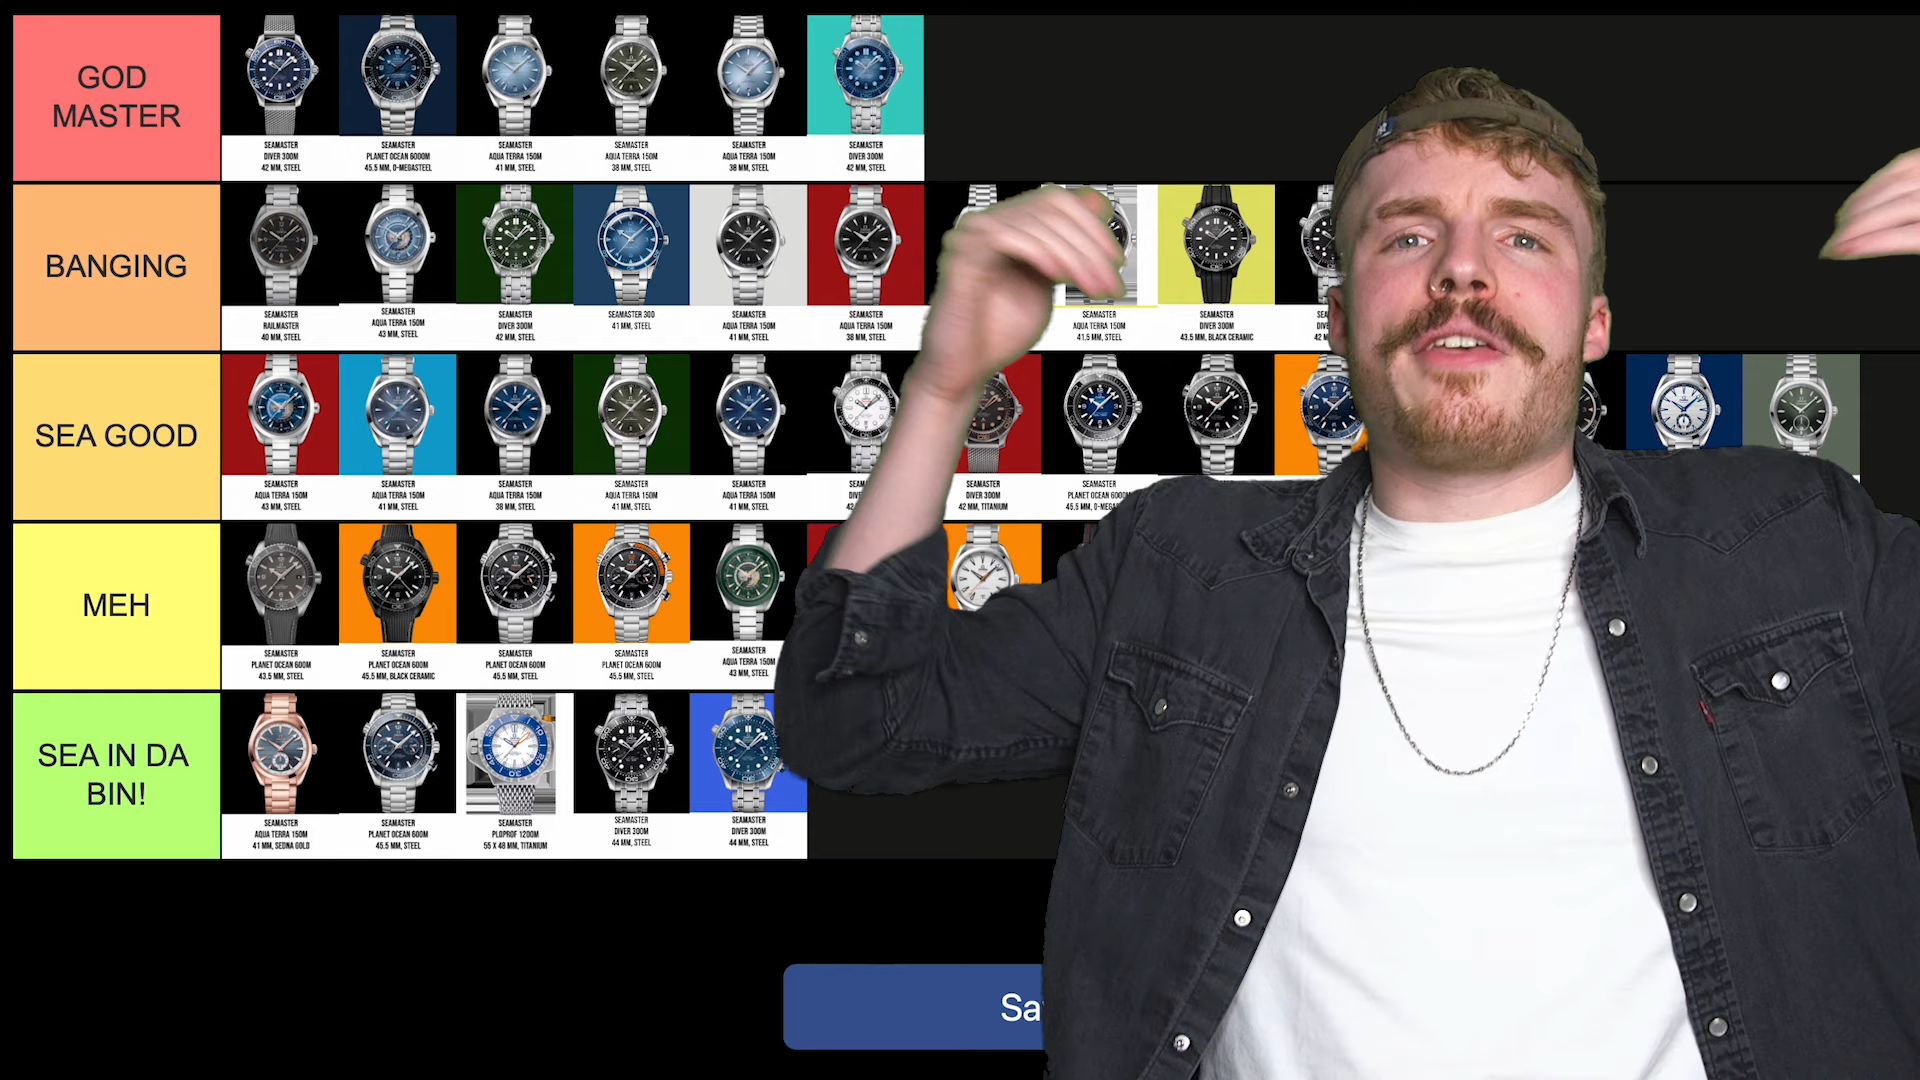 GOD
MASTER
SEAMASTER
DIVER 300M
42 MM, STEEL
SEAMASTER
PLANET OCEAN 6000M
45.5 MM, O-MEGASTEEL
SEAMASTER
AQUA TERRA 150M
41 MM, STEEL
SEAMASTER
AQUA TERRA 150M
38 MM, STEEL
SEAMASTER
AQUA TERRA 150M
38 MM, STEEL
SEAMASTER
DIVER 300M
42 MM, STEEL
BANGING
SEAMASTER
RAILMASTER
40 MM, STEEL
SEAMASTER
AQUA TERRA 150M
43 MM, STEEL
SEAMASTER
DIVER 300M
42 MM, STEEL
SEAMASTER 300
41 MM, STEEL
SEAMASTER
AQUA TERRA 150M
41 MM, STEEL
SEAMASTER
AQUA TERRA 150M
38 MM, STEEL
SEAMASTER
AQUA TERRA 150M
41.5 MM, STEEL
SEAMASTER
DIVER 300M
43.5 MM, BLACK CERAMIC
SEA GOOD
SEAMASTER
AQUA TERRA 150M
43 MM, STEEL
SEAMASTER
AQUA TERRA 150M
41 MM, STEEL
SEAMASTER
AQUA TERRA 150M
38 MM, STEEL
SEAMASTER
AQUA TERRA 150M
41 MM, STEEL
SEAMASTER
AQUA TERRA 150M
41 MM, STEEL
SEAMASTER
DIVER 300M
42 MM, TITANIUM
SEAMASTER
PLANET OCEAN 6000M
MEH
SEAMASTER
PLANET OCEAN 600M
43.5 MM, STEEL
SEAMASTER
PLANET OCEAN 600M
45.5 MM, BLACK CERAMIC
SEAMASTER
PLANET OCEAN 600M
45.5 MM, STEEL
SEAMASTER
PLANET OCEAN 600M
45.5 MM, STEEL
SEAMASTER
AQUA TERRA 150M
43 MM, STEEL
SEA IN DA
BIN!
SEAMASTER
AQUA TERRA 150M
41 MM, SEDNA GOLD
SEAMASTER
PLANET OCEAN 600M
45.5 MM, STEEL
SEAMASTER
PLOPROF 1200M
55 X 48 MM, TITANIUM
SEAMASTER
DIVER 300M
44 MM, STEEL
SEAMASTER
DIVER 300M
44 MM, STEEL